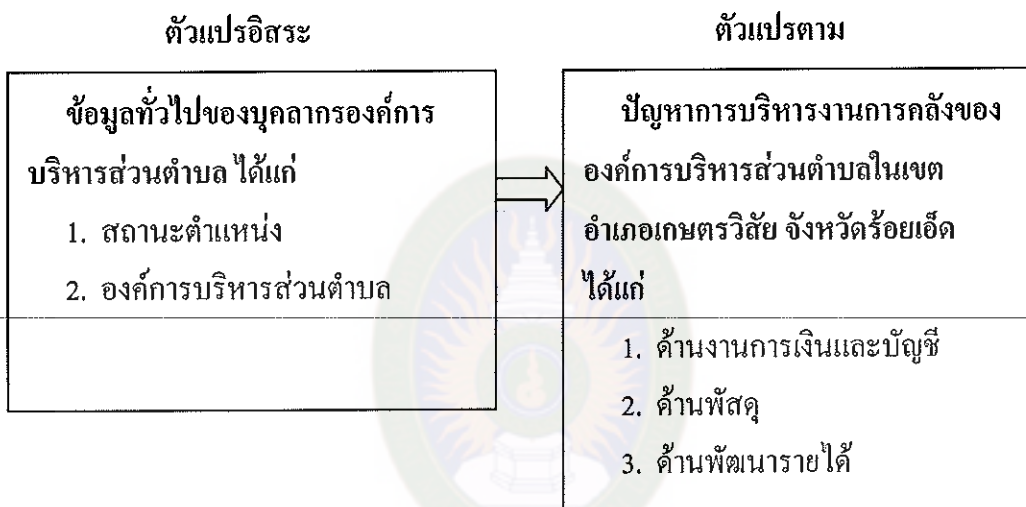 ตัวแปรอิสระ
ข้อมูลทั่วไปของบุคลากรองค์การ
บริหารส่วนตำบล ได้แก่
1. สถานะตำแหน่ง
2. องค์การบริหารส่วนตำบล
ตัวแปรตาม
ปัญหาการบริหารงานการคลังของ
องค์การบริหารส่วนตำบลในเขต
อำเภอเกษตรวิสัย จังหวัดร้อยเอ็ด
ได้แก่
1. ด้านงานการเงินและบัญชี
2. ด้านพัสดุ
3. ด้านพัฒนารายได้